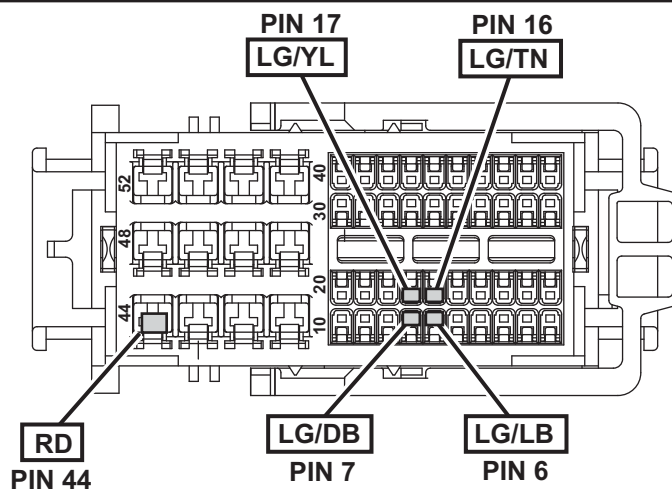 PIN 17
LG/YL
PIN 16
LG/TN
52
40
30
48
20
44
10
RD
PIN 44
LG/DB
PIN 7
LG/LB
PIN 6